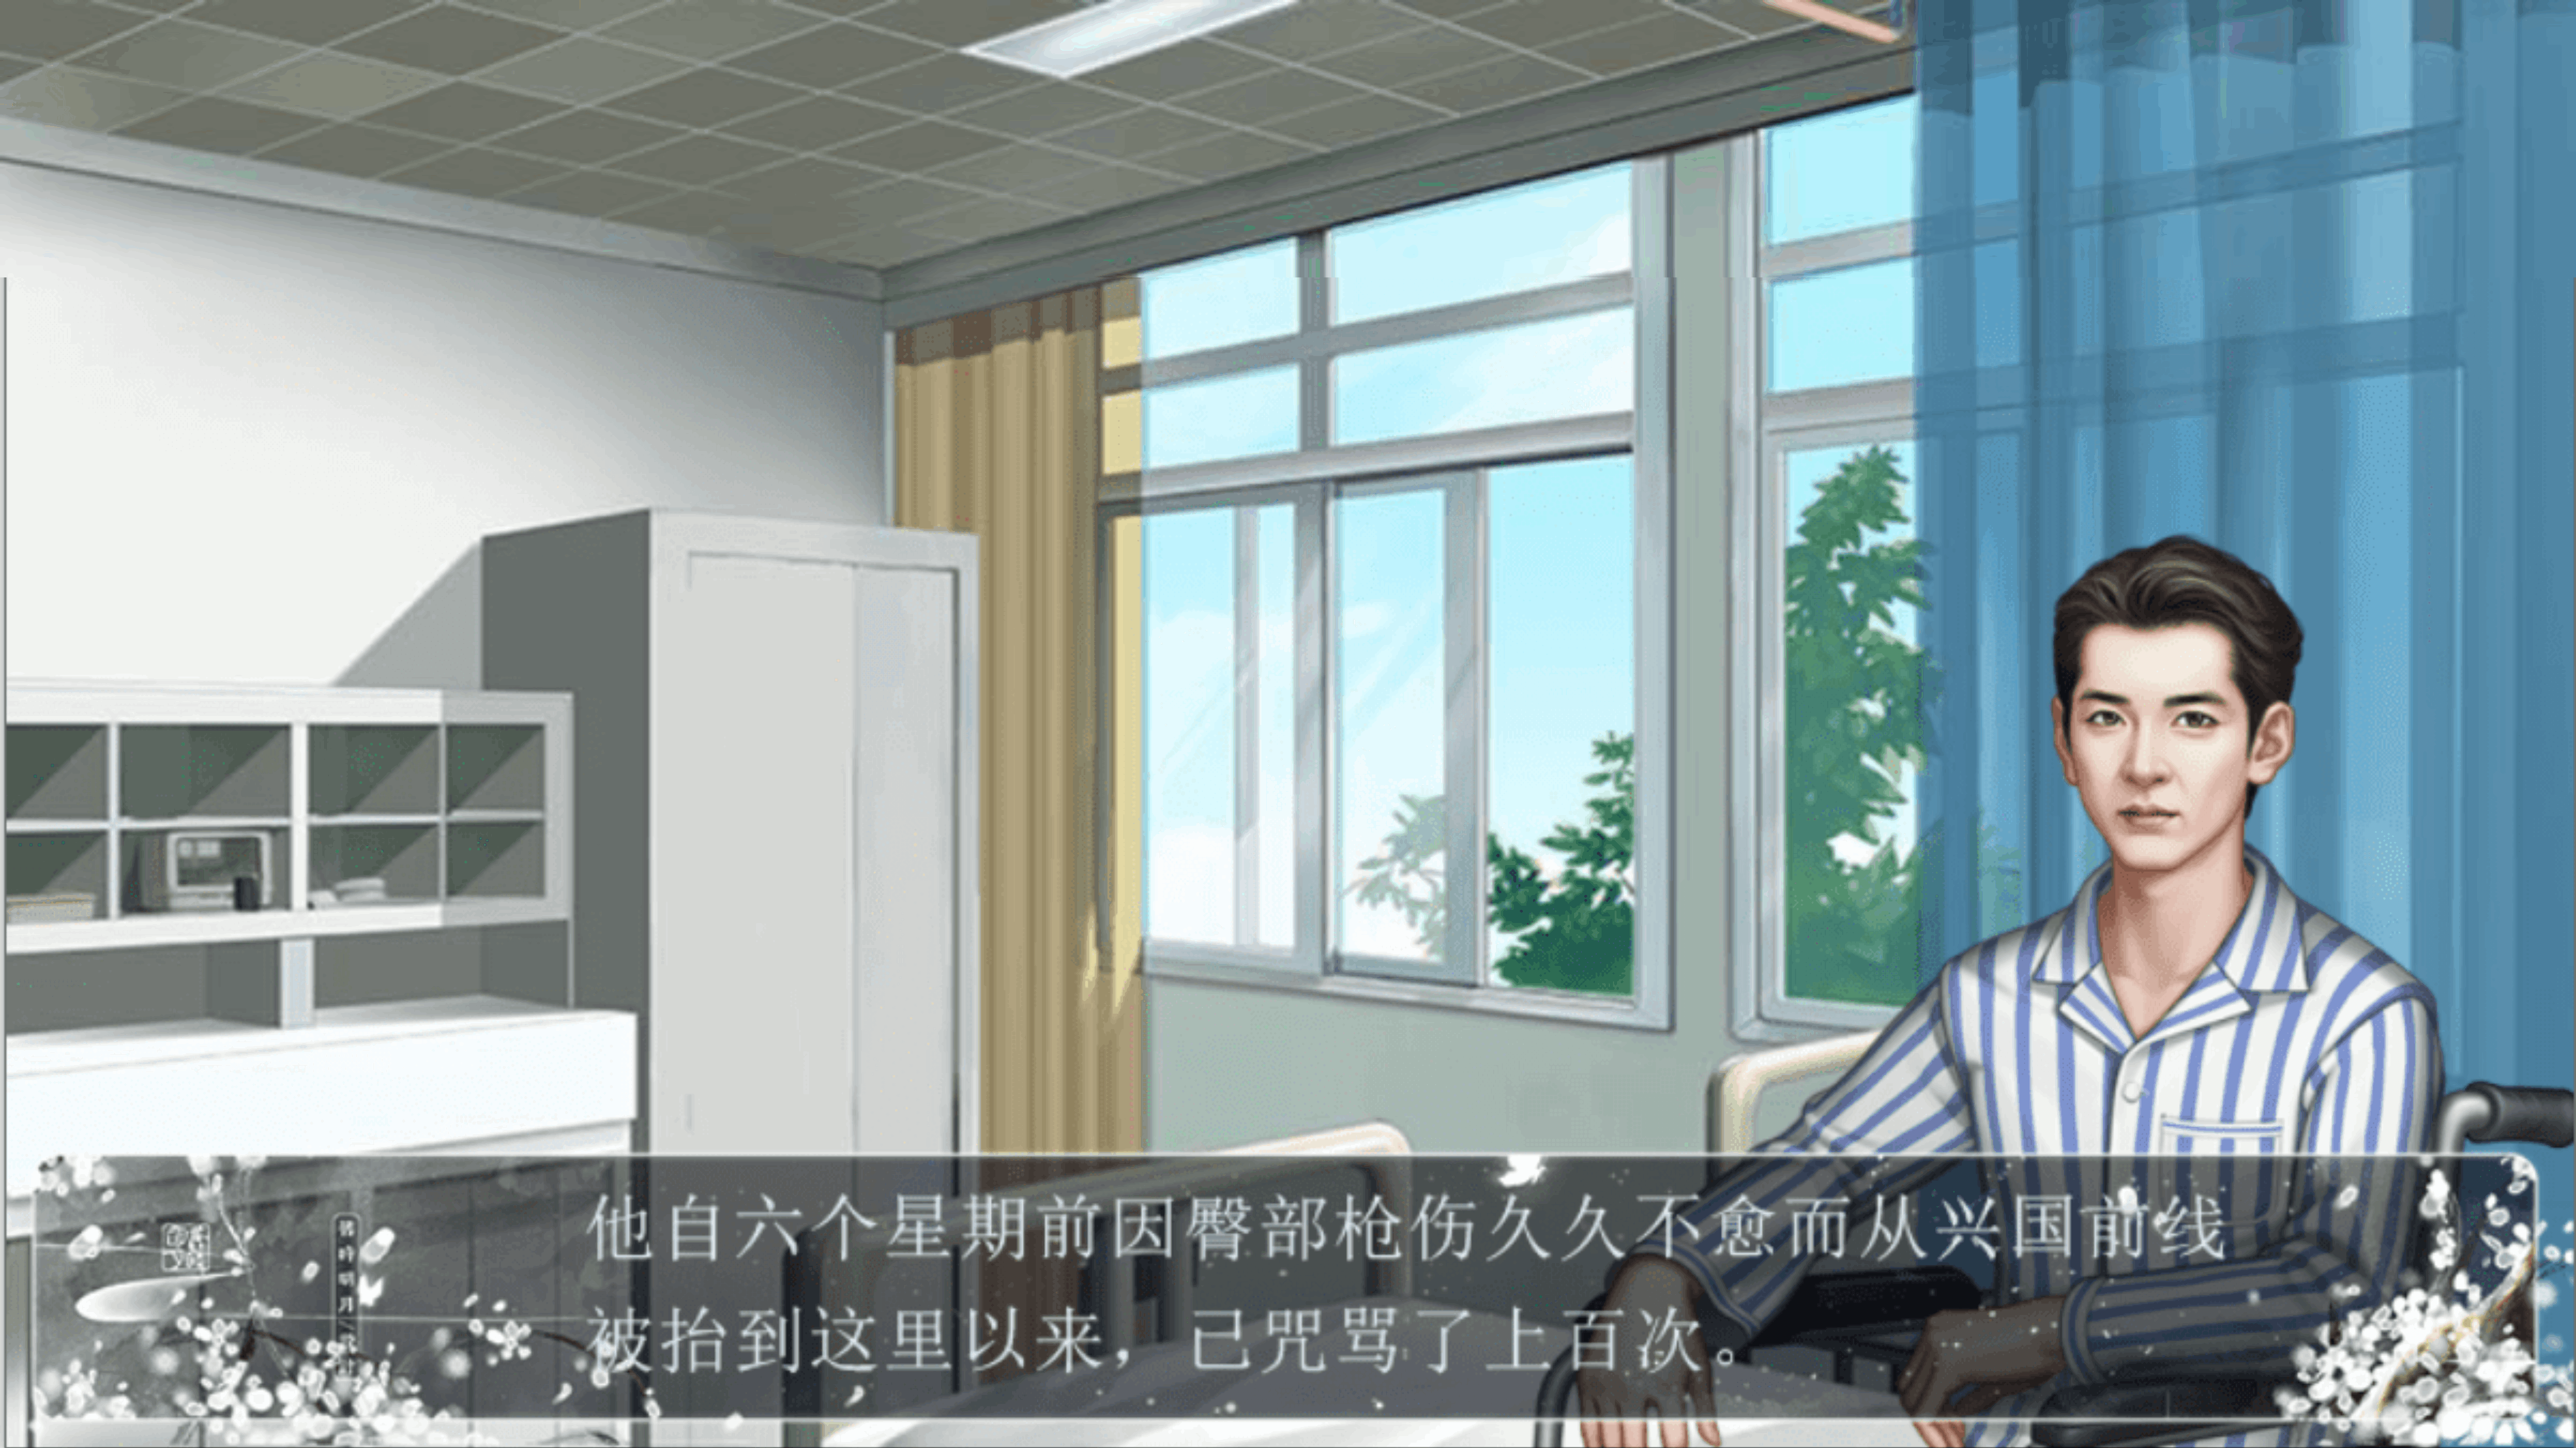 他自六个星期前因臀部枪伤久久不愈而从兴国前线
被抬到这里以来，已咒骂了上百次。